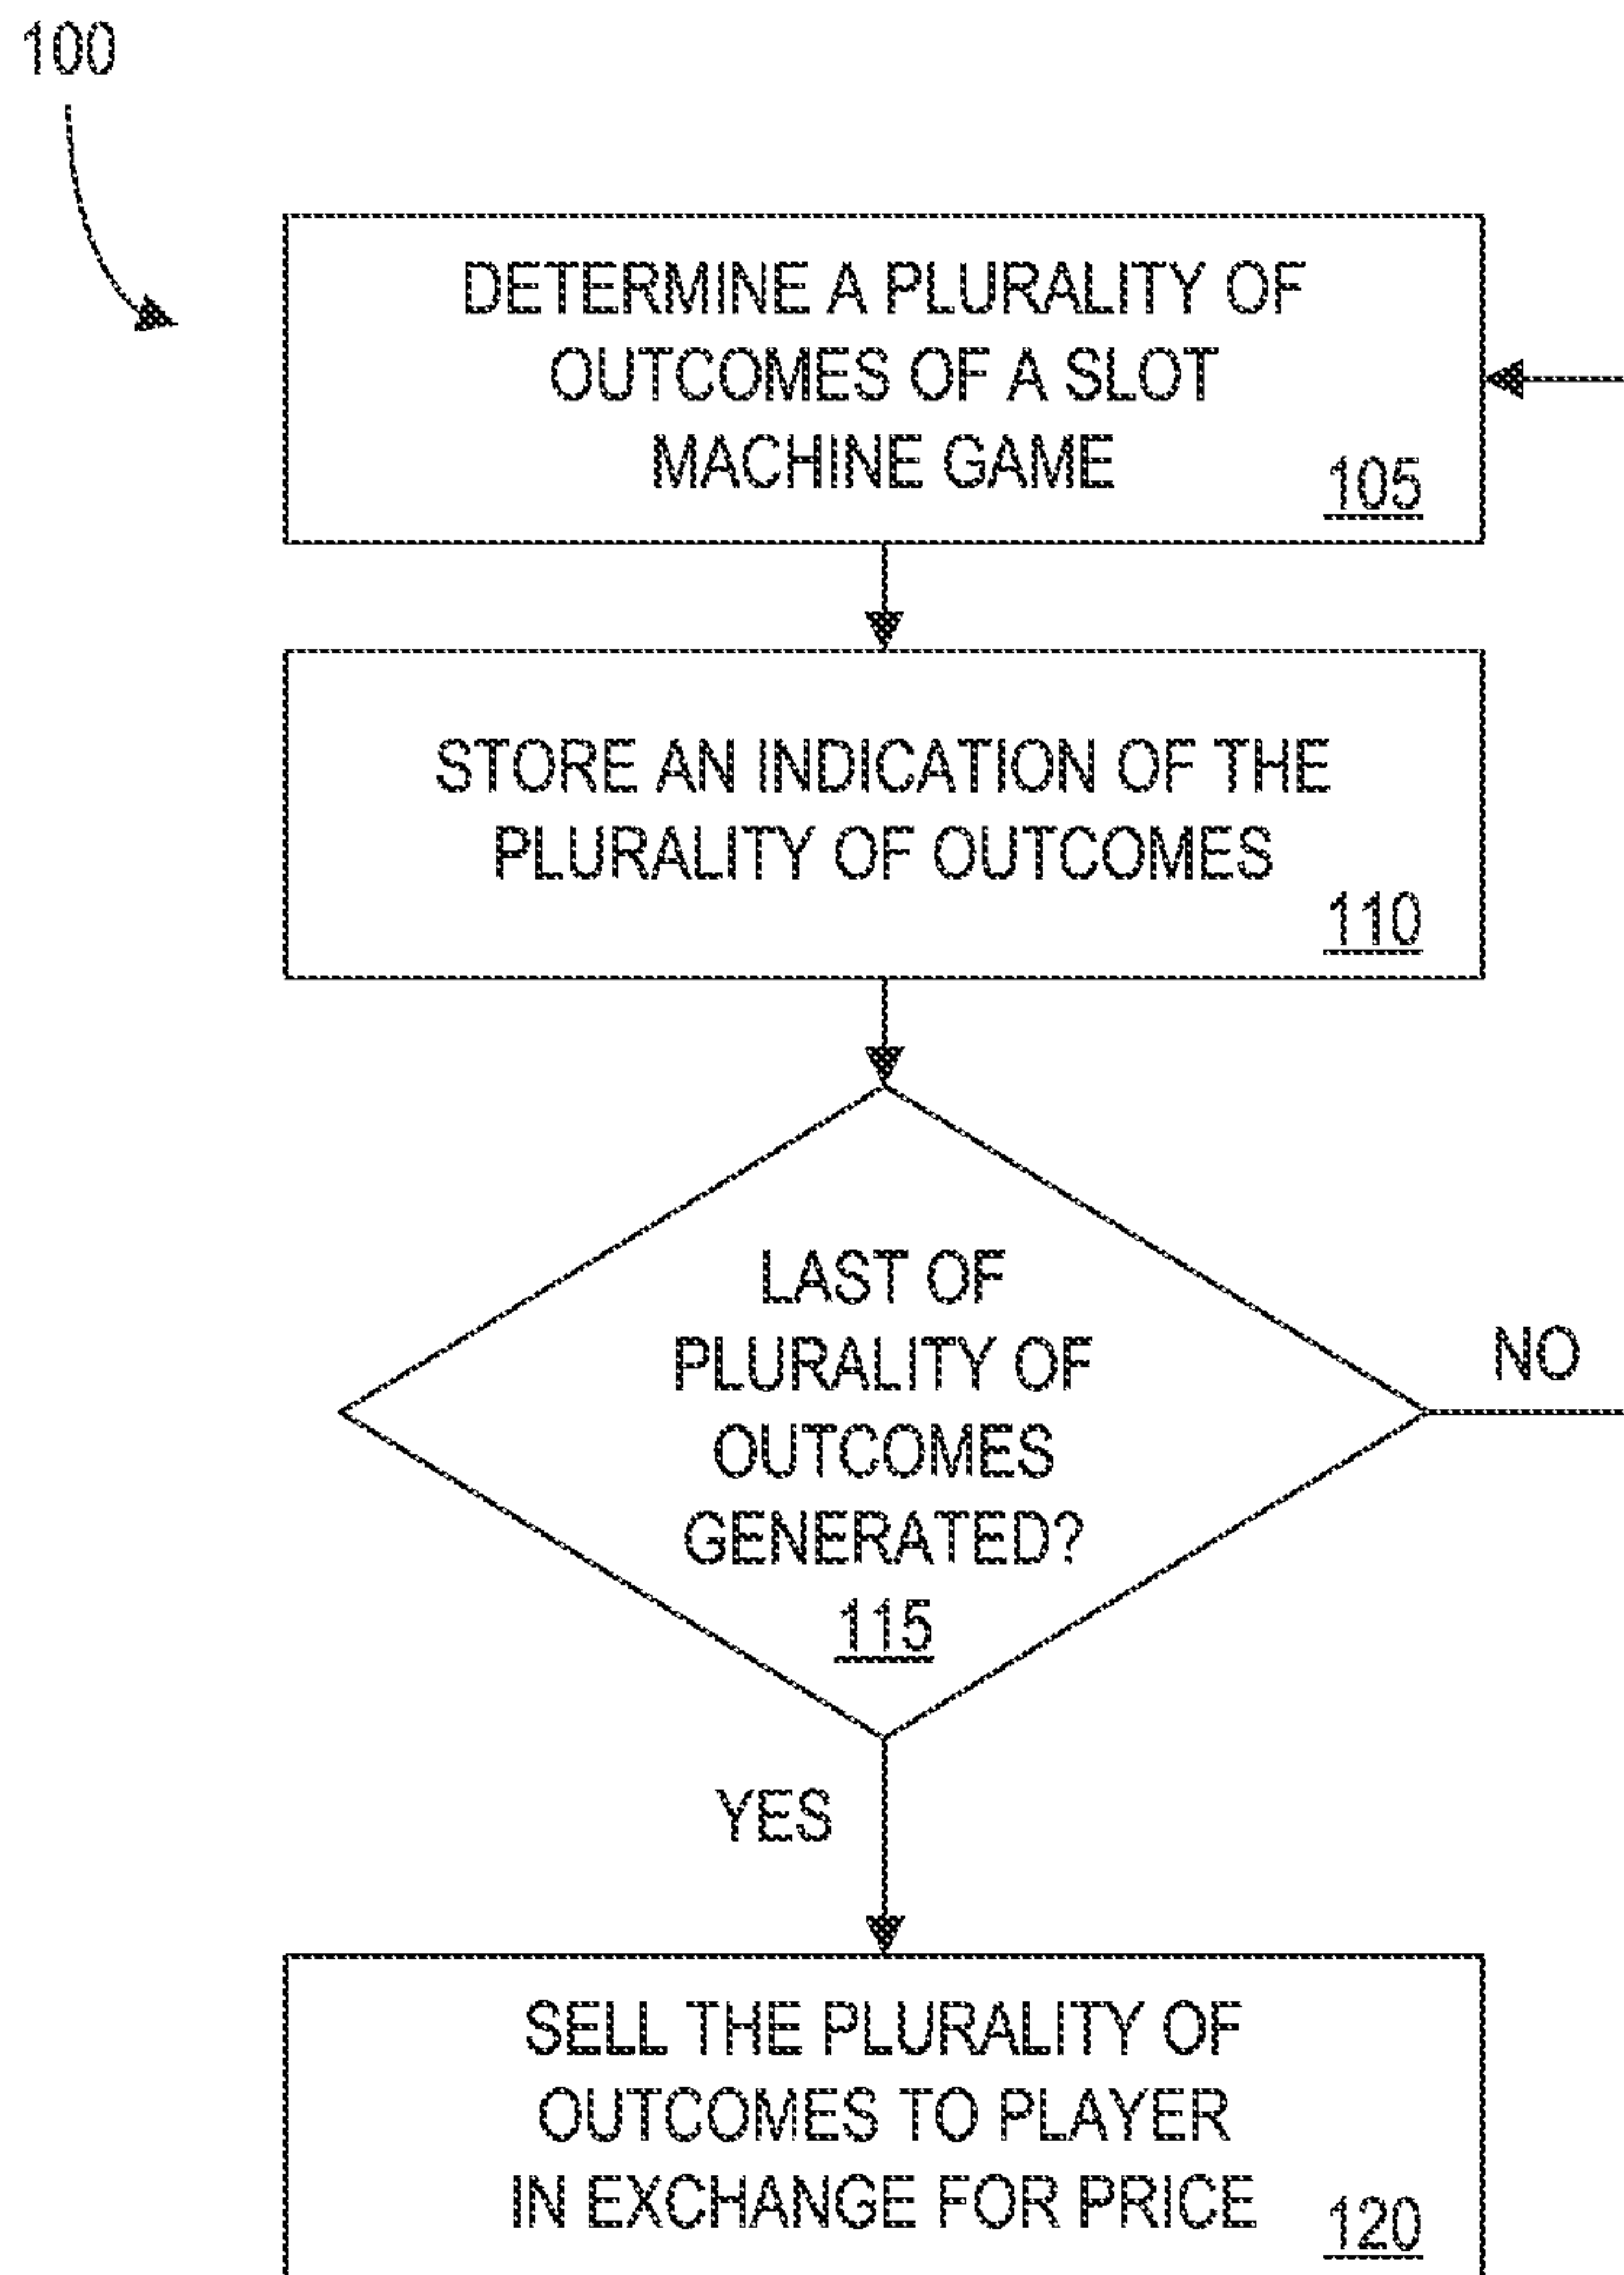 100
DETERMINE A PLURALITY OF
OUTCOMES OF A SLOT
MACHINE GAME
105
STORE AN INDICATION OF THE
PLURALITY OF OUTCOMES
110
LAST OF
PLURALITY OF
OUTCOMES
GENERATED?
115
NO
YES
SELL THE PLURALITY OF
OUTCOMES TO PLAYER
IN EXCHANGE FOR PRICE
120